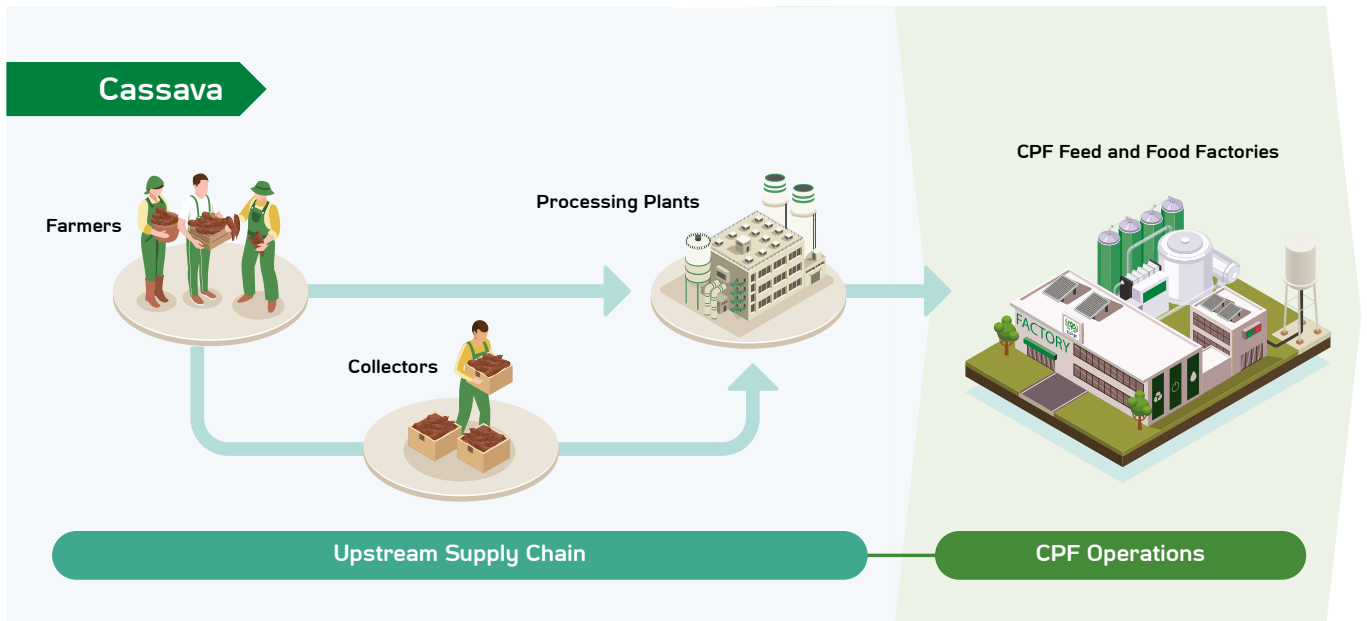 Cassava
CPF Feed and Food Factories
Processing Plants
Farmers
FACTORY
Collectors
Upstream Supply Chain
CPF Operations